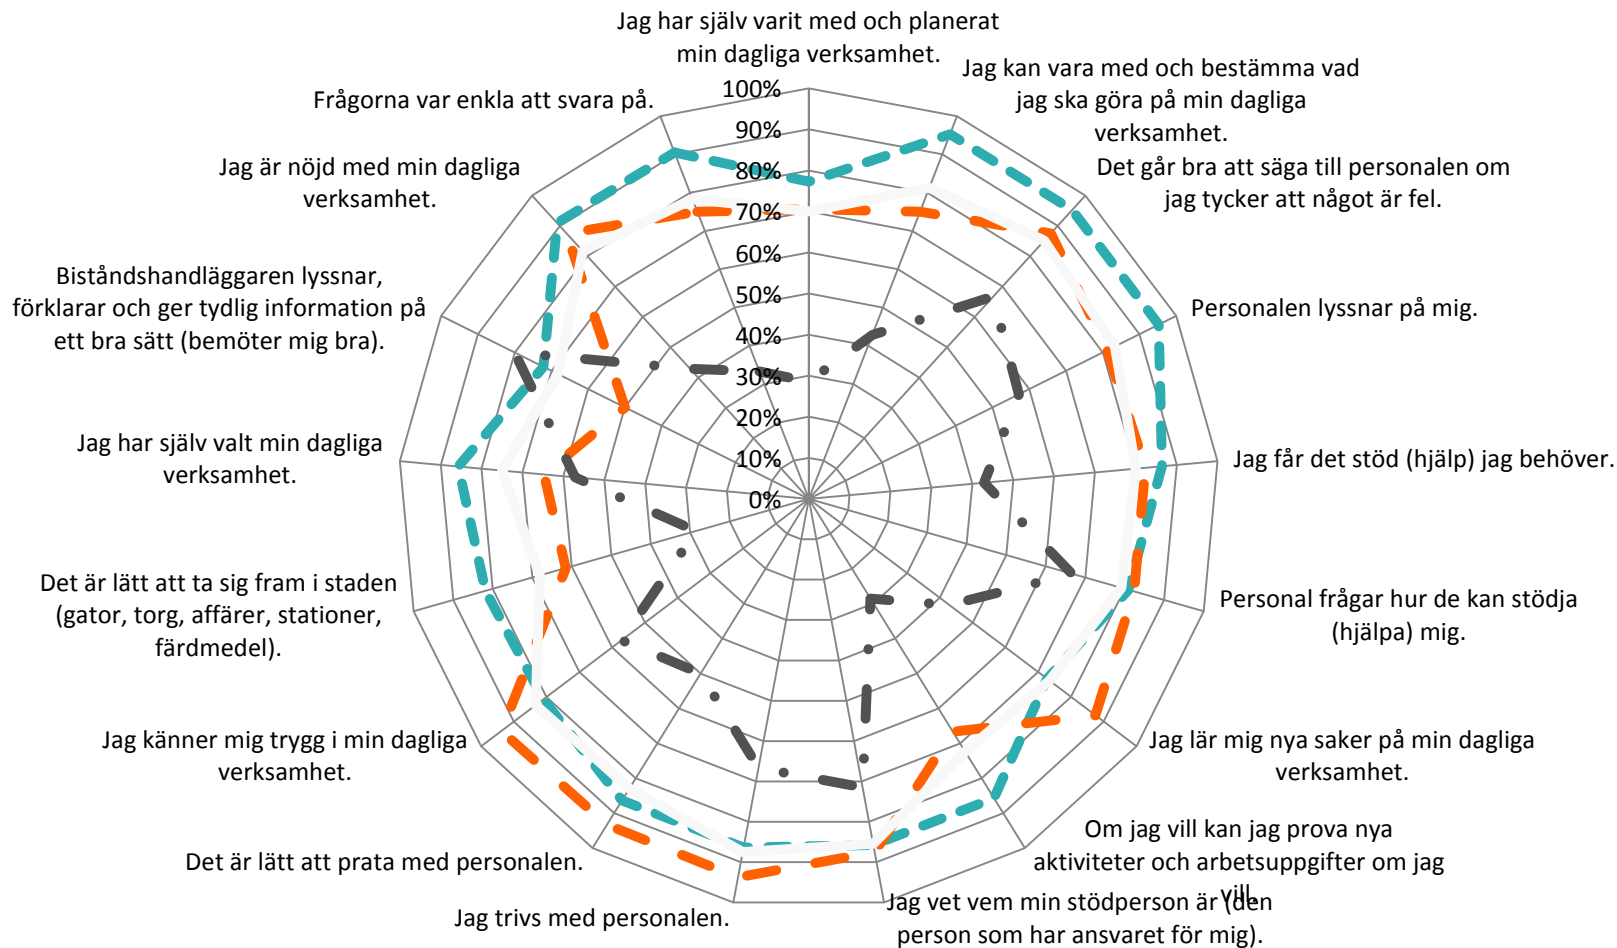 Jag har själv varit med och planerat
min dagliga verksamhet.
Jag kan vara med och bestämma vad
jag ska göra på min dagliga
verksamhet.
Det går bra att säga till personalen om
jag tycker att något är fel.
Personalen lyssnar på mig.
Jag får det stöd (hjälp) jag behöver.
Personal frågar hur de kan stödja
(hjälpa) mig.
Jag lär mig nya saker på min dagliga
verksamhet.
Om jag vill kan jag prova nya
aktiviteter och arbetsuppgifter om jag
vill.
Jag vet vem min stödperson är (den
person som har ansvaret för mig).
Jag trivs med personalen.
Det är lätt att prata med personalen.
Jag känner mig trygg i min dagliga
verksamhet.
Det är lätt att ta sig fram i staden
(gator, torg, affärer, stationer,
färdmedel).
Jag har själv valt min dagliga
verksamhet.
Biståndshandläggaren lyssnar,
förklarar och ger tydlig information på
ett bra sätt (bemöter mig bra).
Jag är nöjd med min dagliga
verksamhet.
Frågorna var enkla att svara på.
100%
90%
80%
70%
60%
50%
40%
30%
20%
10%
0%